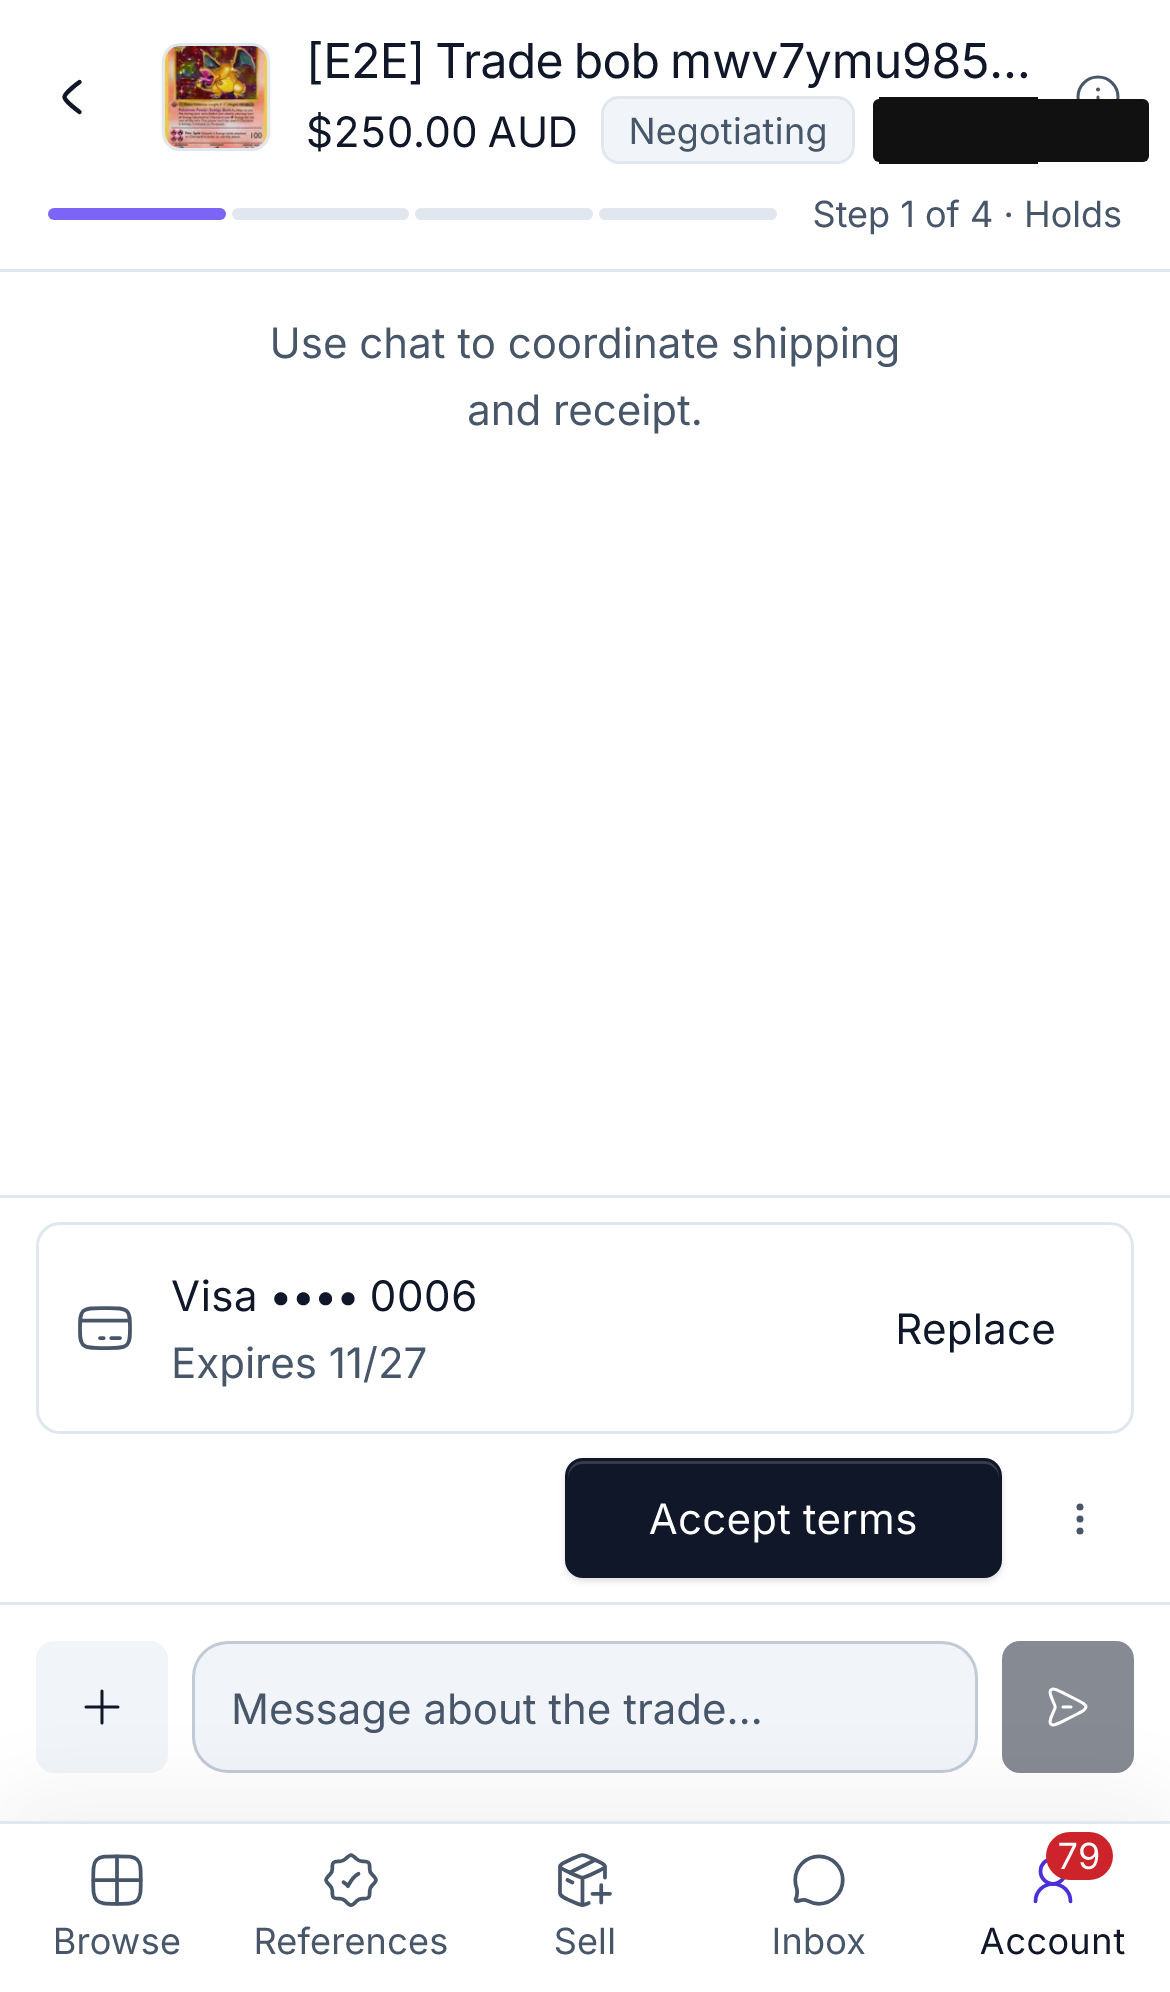 [E2E] Trade bob mwv7ymu985...
$250.00 AUD Negotiating
Step 1 of 4 · Holds
Use chat to coordinate shipping
and receipt.
Visa •••• 0006
Expires 11/27
Replace
Accept terms
Message about the trade...
79
Browse References Sell Inbox Account